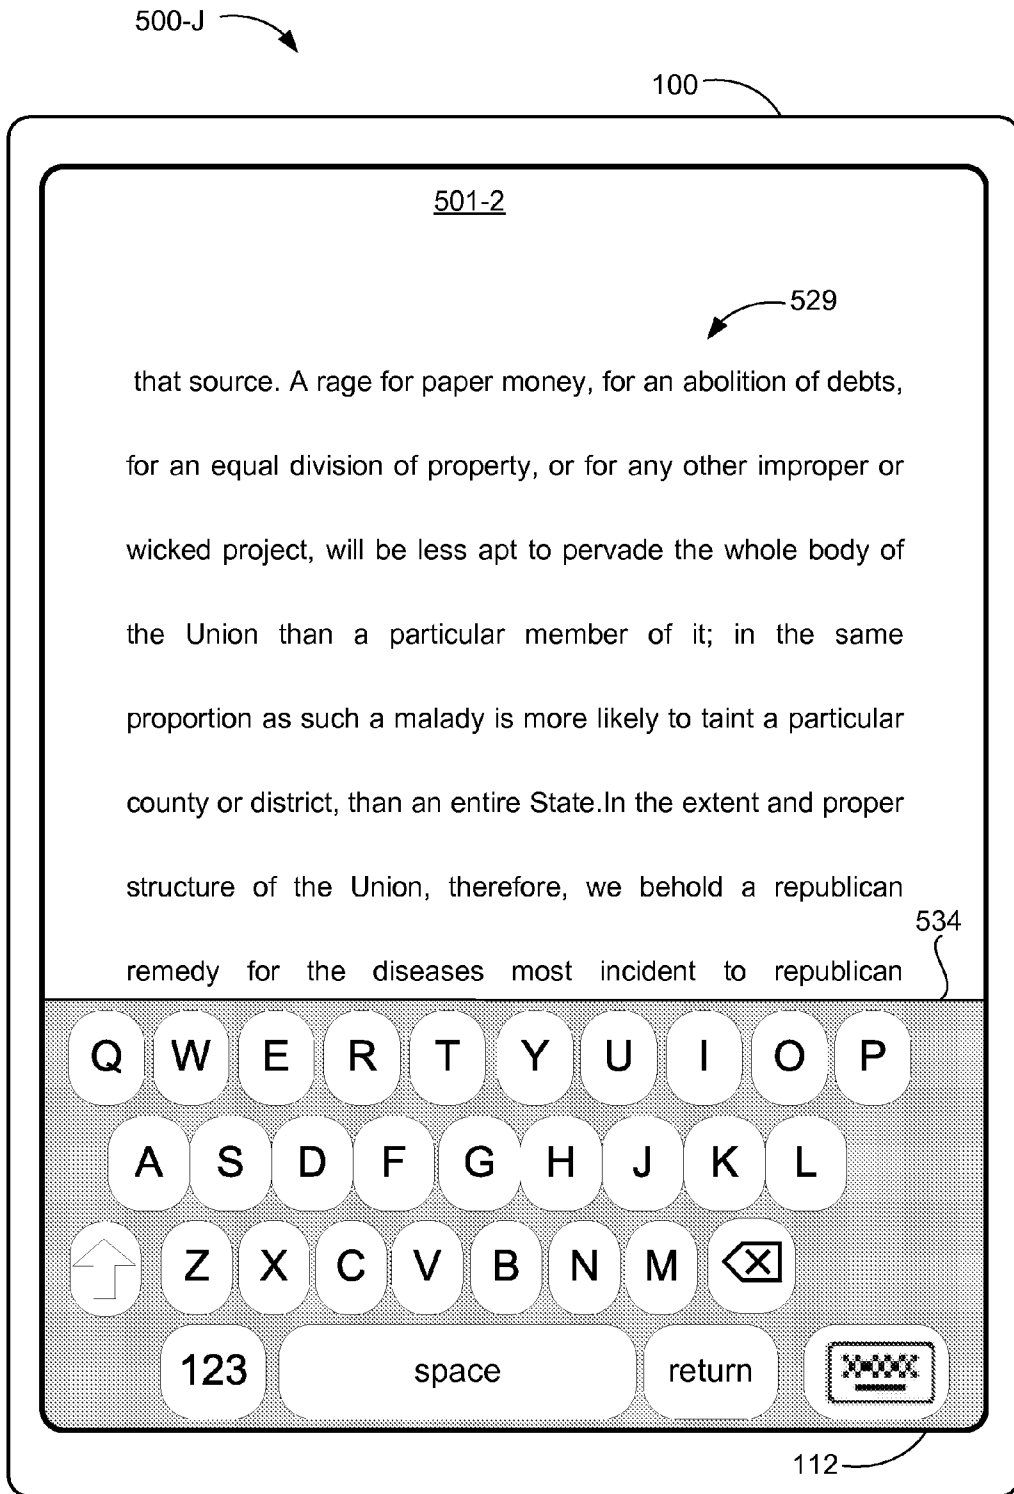 500-J
100
501-2
529
that source. A rage for paper money, for an abolition of debts,
for an equal division of property, or for any other improper or
wicked project, will be less apt to pervade the whole body of
the Union than a particular member of it; in the same
proportion as such a malady is more likely to taint a particular
county or district, than an entire State.In the extent and proper
structure of the Union, therefore, we behold a republican
534
remedy for the diseases most incident to republican
Q W E R T Y U I O P
A S D F G H J K L
Z X C V B N M
123 space return
112